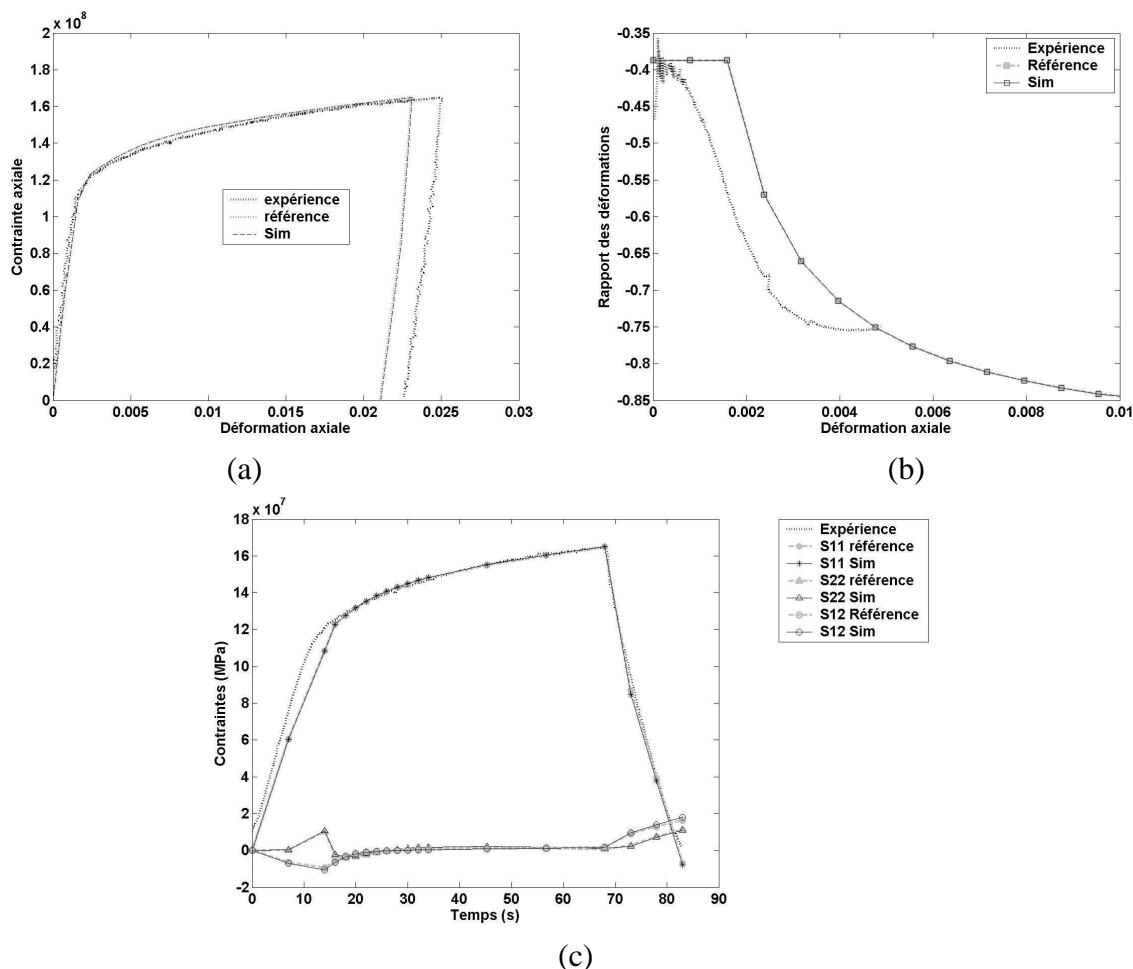 x 10⁸
2
1.8
1.6
1.4
1.2
1
0.8
0.6
0.4
0.2
0
0 0.005 0.01 0.015 0.02 0.025 0.03
Contrainte axiale
Déformation axiale
expérience
référence
Sim
(a)
-0.35
-0.4
-0.45
-0.5
-0.55
-0.6
-0.65
-0.7
-0.75
-0.8
-0.85
0 0.002 0.004 0.006 0.008 0.01
Rapport des déformations
Déformation axiale
Expérience
Référence
Sim
(b)
x 10⁷
18
16
14
12
10
8
6
4
2
0
-2
0 10 20 30 40 50 60 70 80 90
Contraintes (MPa)
Temps (s)
Expérience
S11 référence
S11 Sim
S22 référence
S22 Sim
S12 Référence
S12 Sim
(c)